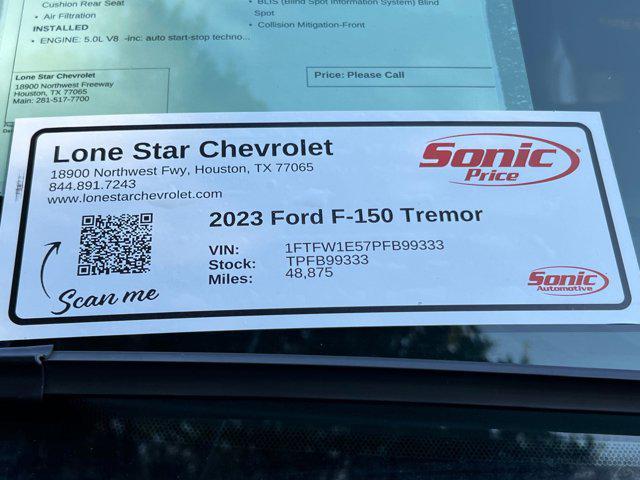 Cushion Rear Seat
• Air Filtration
INSTALLED
• ENGINE: 5.0L V8 -inc: auto start-stop techno...
• BLIS (Blind Spot Information System) Blind
Spot
• Collision Mitigation-Front
Lone Star Chevrolet
18900 Northwest Freeway
Houston, TX 77065
Main: 281-517-7700
Price: Please Call
Lone Star Chevrolet
18900 Northwest Fwy, Houston, TX 77065
844.891.7243
www.lonestarchevrolet.com
Sonic
Price
2023 Ford F-150 Tremor
VIN: 1FTFW1E57PFB99333
Stock: TPFB99333
Miles: 48,875
Scan me
Sonic
Automotive